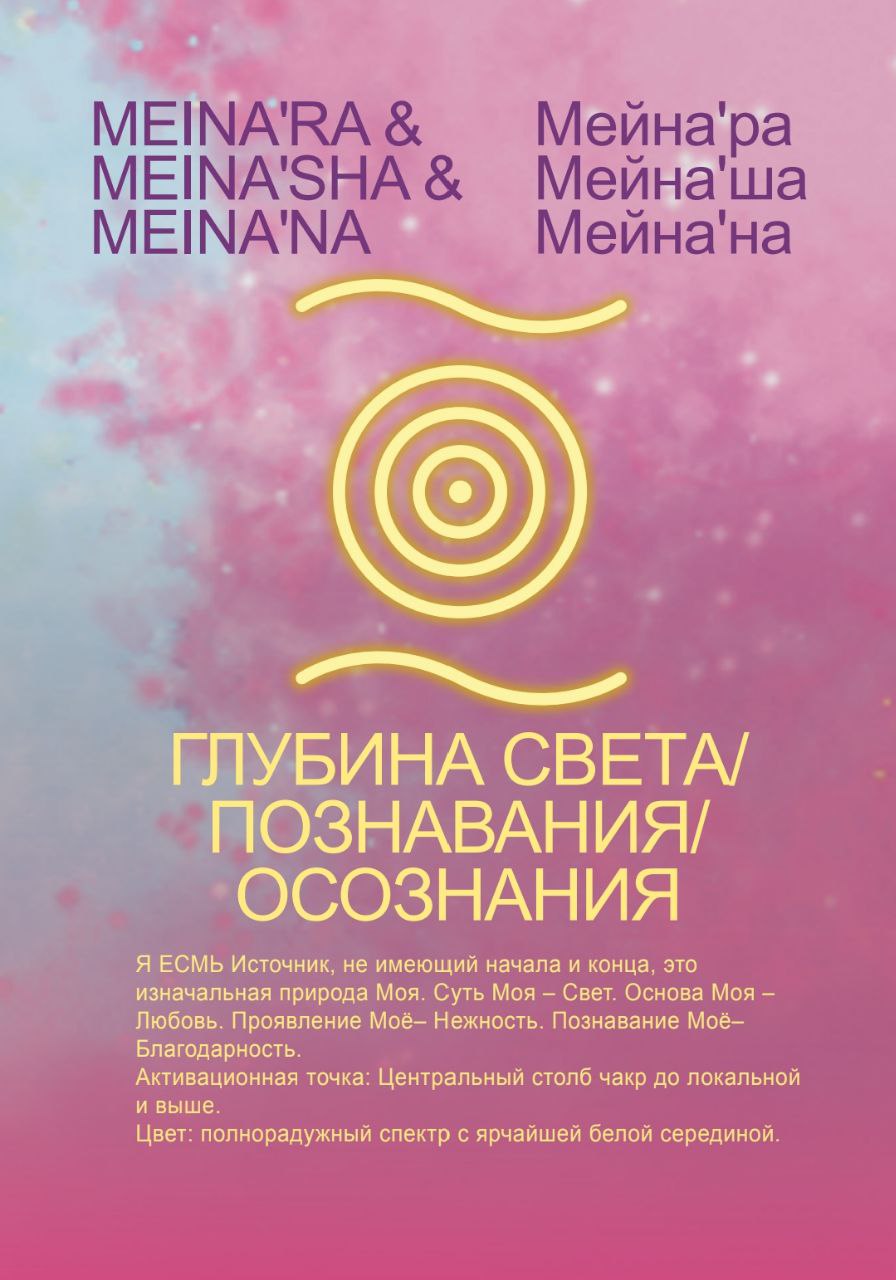 MEINA'RA &
MEINA'SHA &
MEINA'NA
Мейна'ра
Мейна'ша
Мейна'на
ГЛУБИНА СВЕТА/
ПОЗНАВАНИЯ/
ОСОЗНАНИЯ
Я ЕСМЬ Источник, не имеющий начала и конца, это
изначальная природа Моя. Суть Моя – Свет. Основа Моя –
Любовь. Проявление Моё– Нежность. Познавание Моё–
Благодарность.
Активационная точка: Центральный столб чакр до локальной
и выше.
Цвет: полнорадужный спектр с ярчайшей белой серединой.